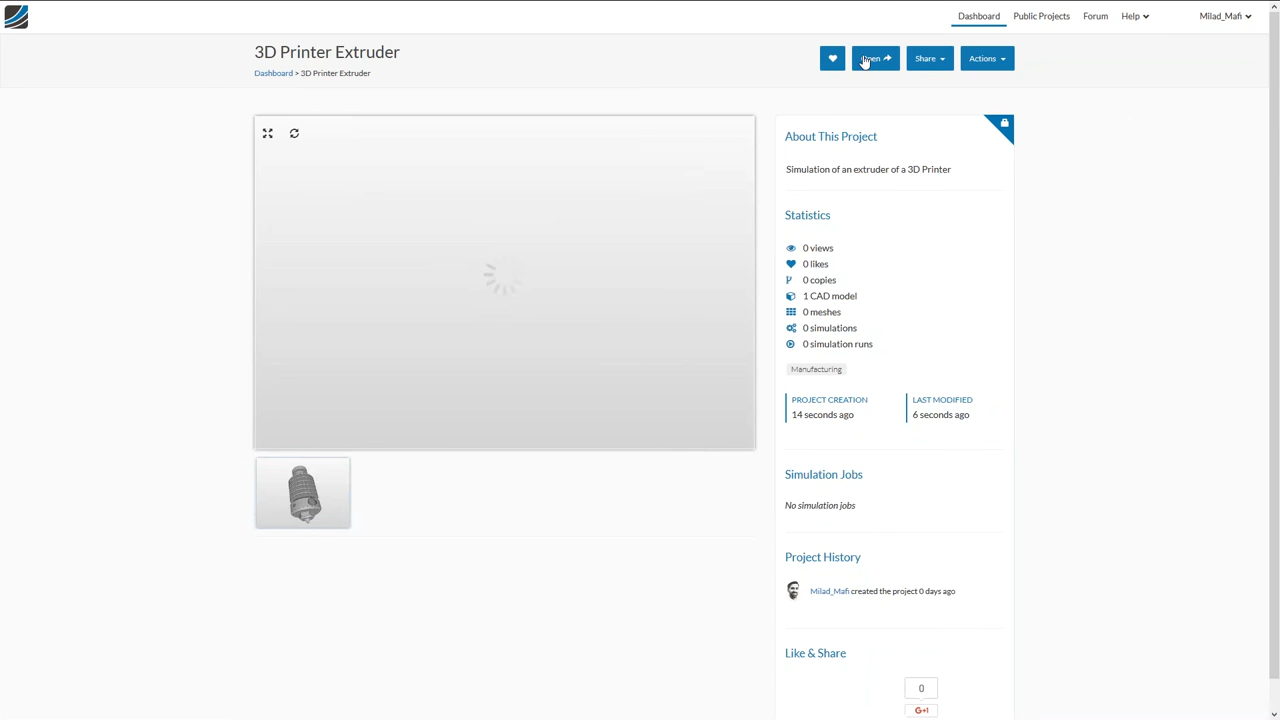 Dashboard
Public Projects
Forum
Help
Milad_Mafi
3D Printer Extruder
Dashboard > 3D Printer Extruder
Share
Actions
About This Project
Simulation of an extruder of a 3D Printer
Statistics
0 views
0 likes
0 copies
1 CAD model
0 meshes
0 simulations
0 simulation runs
Manufacturing
PROJECT CREATION
14 seconds ago
LAST MODIFIED
6 seconds ago
Simulation Jobs
No simulation jobs
Project History
Milad_Mafi created the project 0 days ago
Like & Share
0
G+1